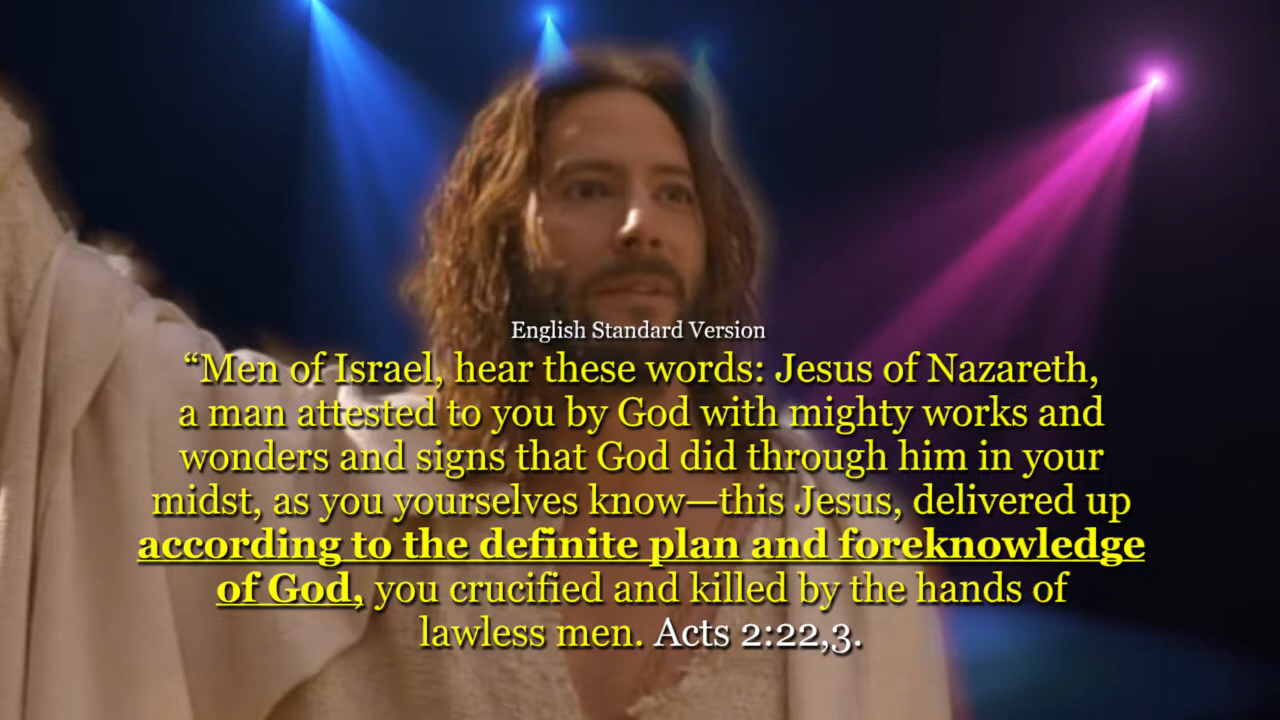 English Standard Version
“Men of Israel, hear these words: Jesus of Nazareth,
a man attested to you by God with mighty works and
wonders and signs that God did through him in your
midst, as you yourselves know—this Jesus, delivered up
according to the definite plan and foreknowledge
of God, you crucified and killed by the hands of
lawless men. Acts 2:22,3.